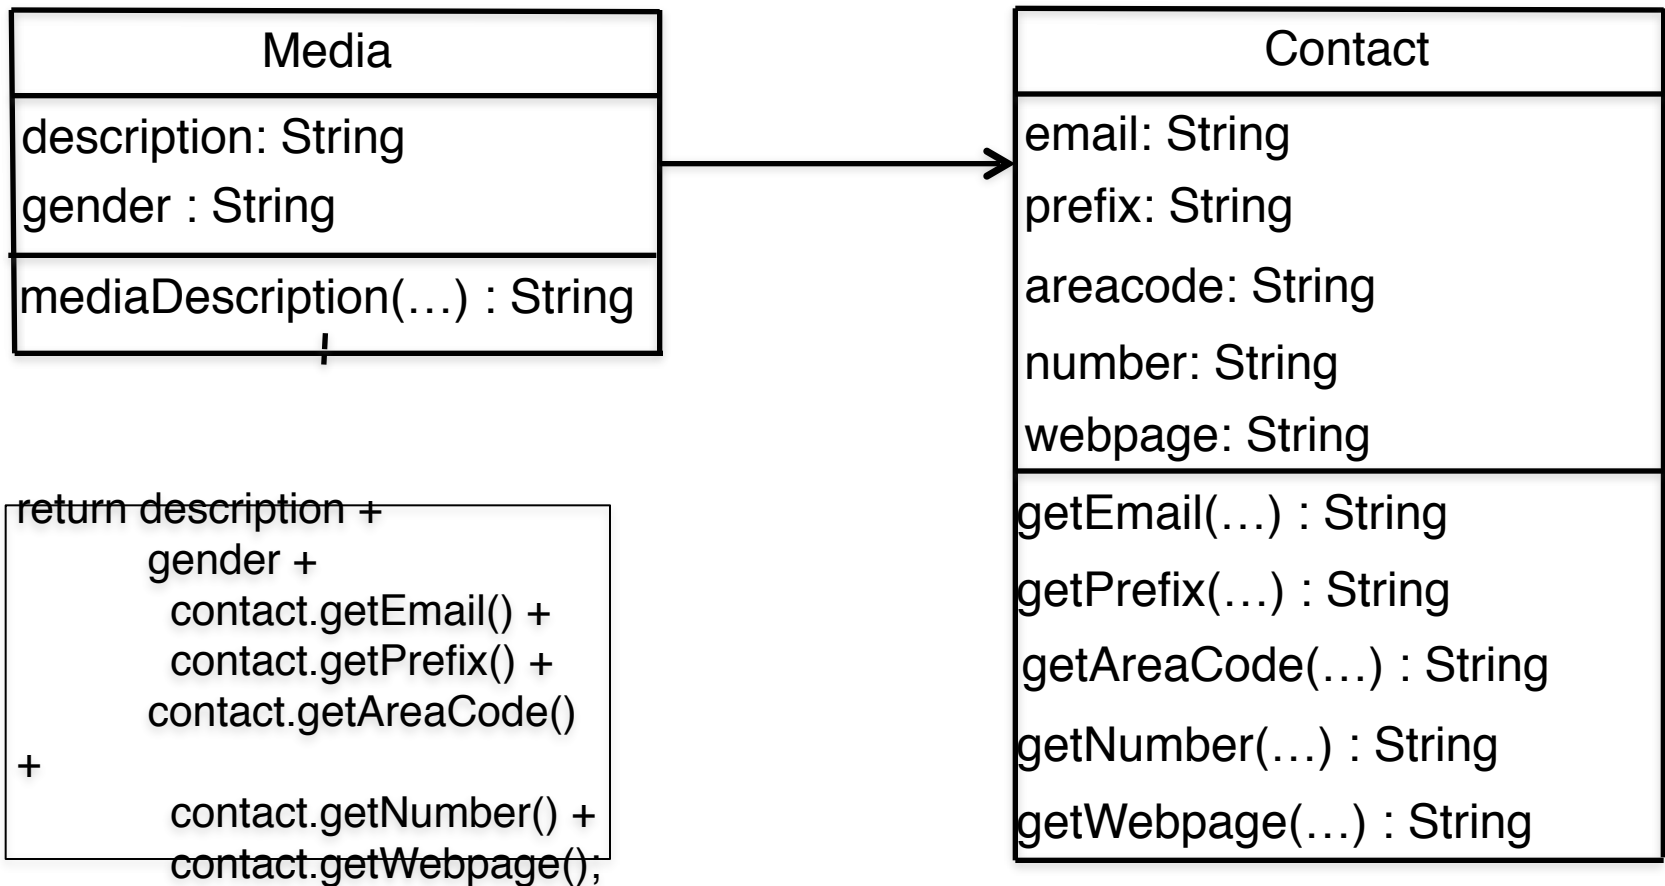 Media
description: String
gender : String
mediaDescription(…) : String
return description +
gender +
contact.getEmail() +
contact.getPrefix() +
contact.getAreaCode()
+
contact.getNumber() +
contact.getWebpage();
Contact
email: String
prefix: String
areacode: String
number: String
webpage: String
getEmail(…) : String
getPrefix(…) : String
getAreaCode(…) : String
getNumber(…) : String
getWebpage(…) : String